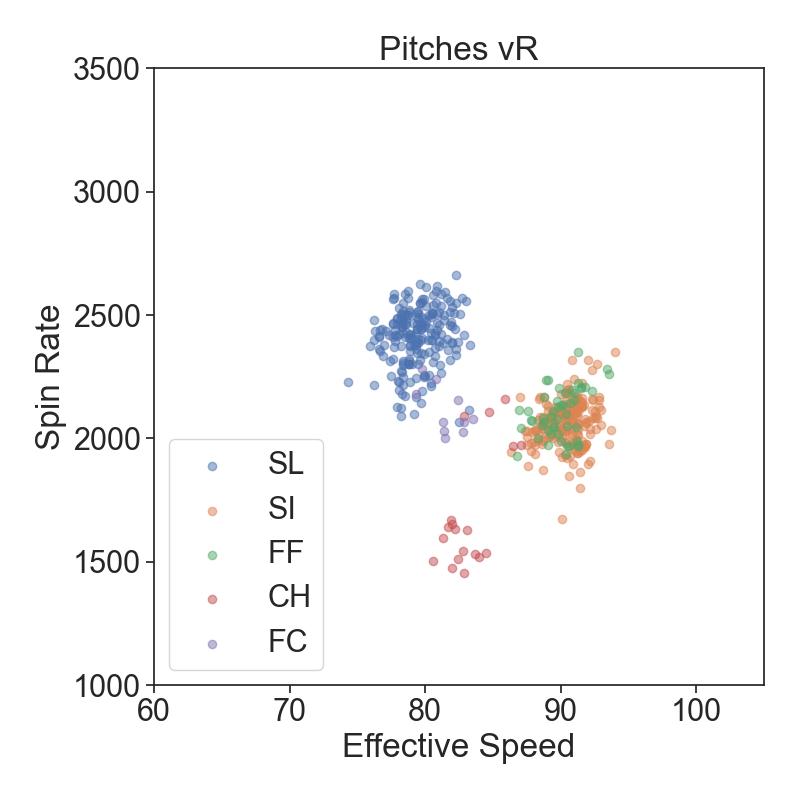 Pitches vR
3500
3000
2500
2000
1500
1000
Spin Rate
SL
SI
FF
CH
FC
60 70 80 90 100
Effective Speed